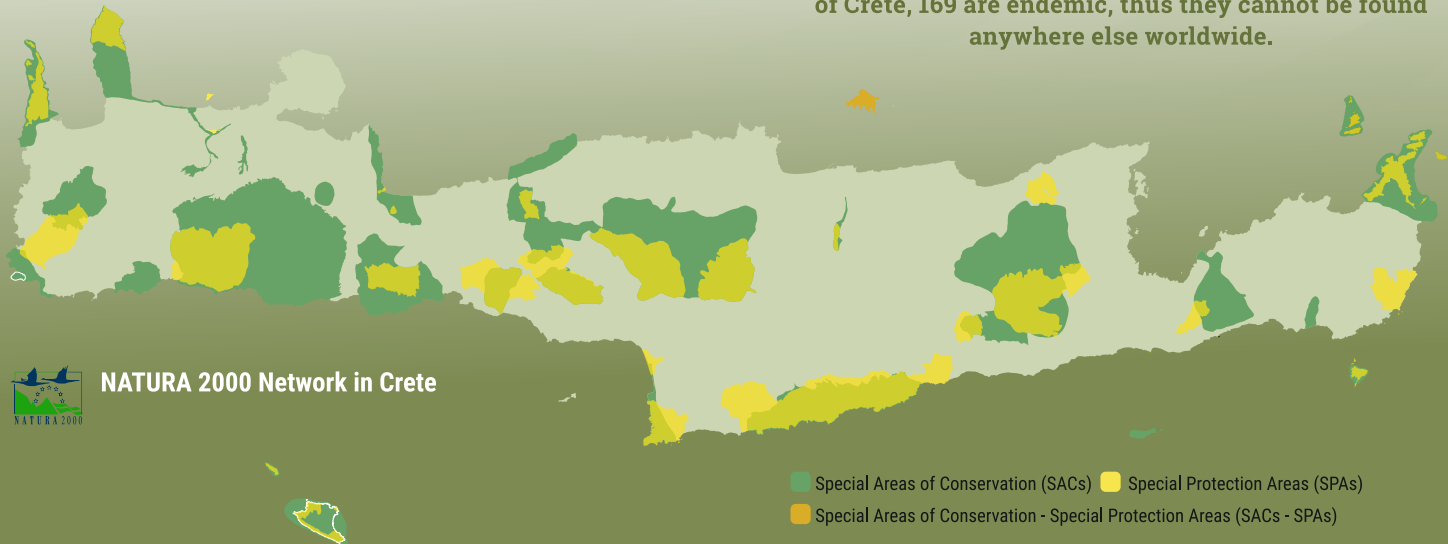 of Crete, 169 are endemic, thus they cannot be found
anywhere else worldwide.
NATURA 2000 Network in Crete
NATURA 2000
Special Areas of Conservation (SACs)
Special Protection Areas (SPAs)
Special Areas of Conservation - Special Protection Areas (SACs - SPAs)